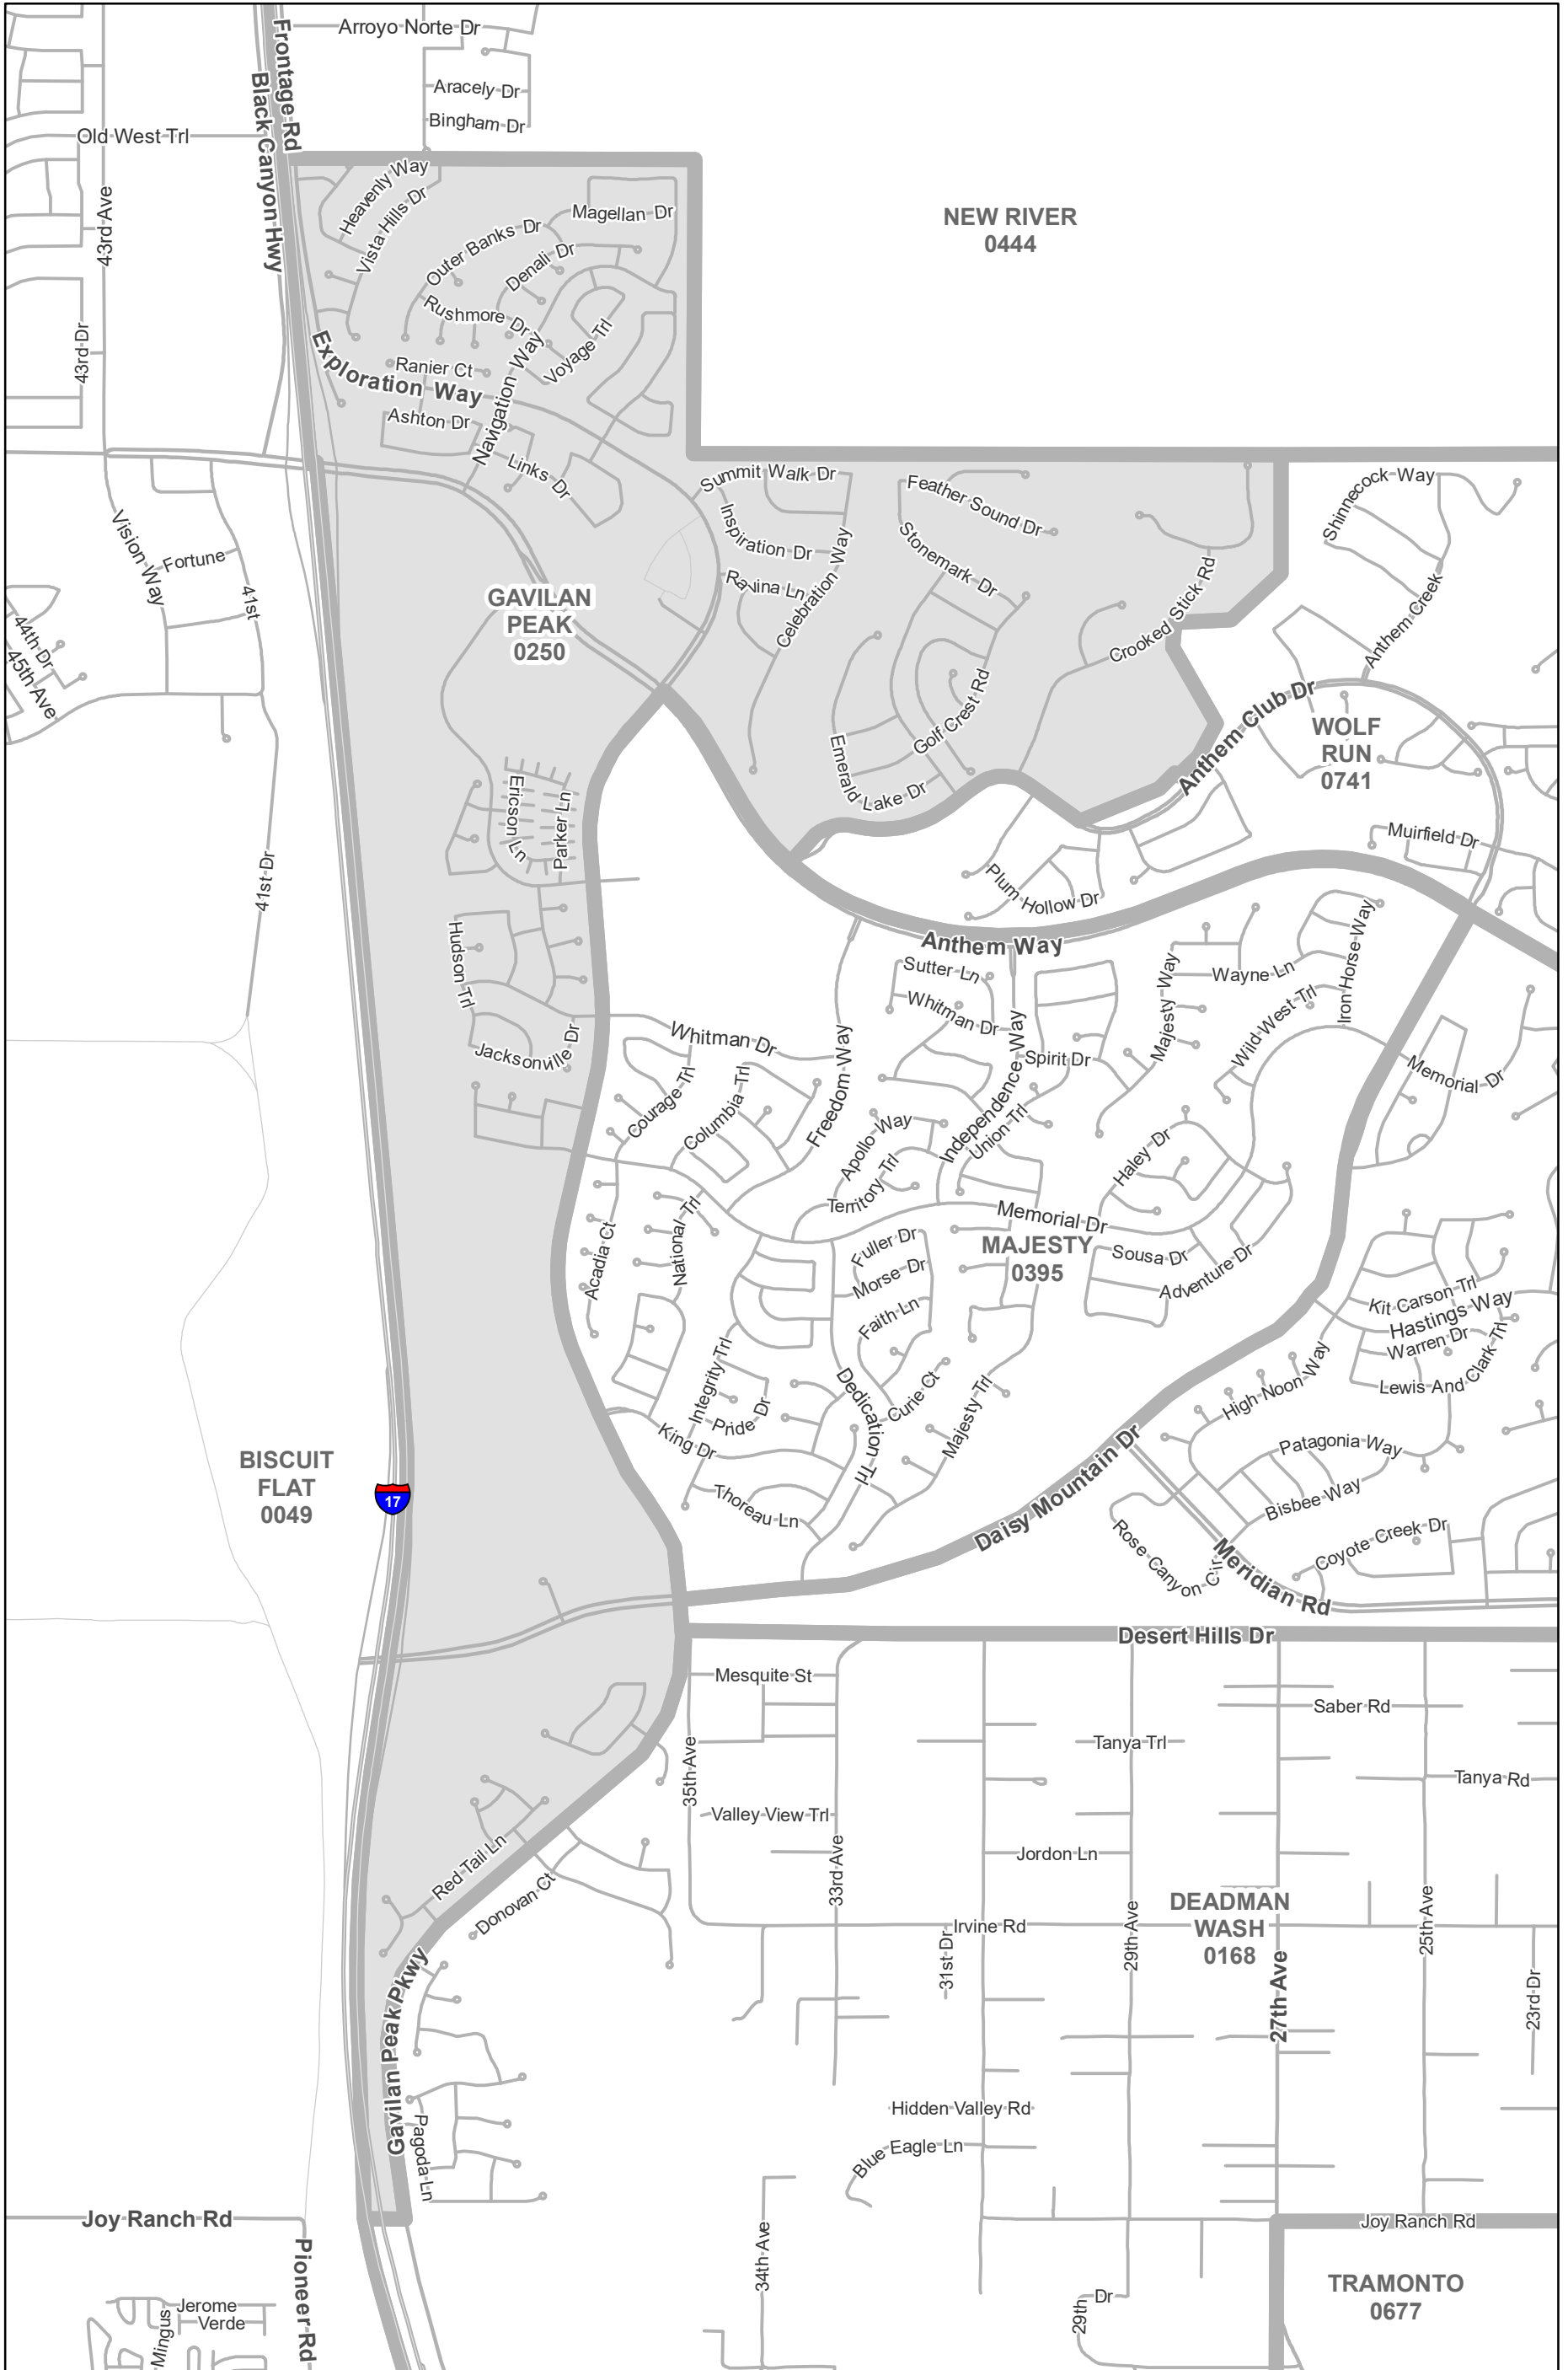 Arroyo Norte Dr
Frontage Rd
Black Canyon Hwy
Aracely Dr
Bingham Dr
Old West Trl
43rd Ave
43rd Dr
Heavenly Way
Vista Hills Dr
Magellan Dr
Outer Banks Dr
Denali Dr
Rushmore Dr
Voyage Trl
Exploration Way
Ranier Ct
Navigation Way
Ashton Dr
Links Dr
NEW RIVER
0444
Summit Walk Dr
Inspiration Dr
Ravina Ln
Celebration Way
Feather Sound Dr
Stonemark Dr
Crooked Stick Rd
Shinnecock Way
Anthem Creek
Vision Way
Fortune
41st
44th Dr
45th Ave
GAVILAN
PEAK
0250
Golf Crest Rd
Emerald Lake Dr
Anthem Club Dr
WOLF
RUN
0741
Muirfield Dr
Ericson Ln
Parker Ln
41st Dr
Plum Hollow Dr
Anthem Way
Hudson Trl
Jacksonville Dr
Sutter Ln
Whitman Dr
Independence Way
Spirit Dr
Majesty Way
Wayne Ln
Iron Horse Way
Wild West Trl
Memorial Dr
Whitman Dr
Courage Trl
Columbia Trl
Freedom Way
Apollo Way
Territory Trl
Union Trl
Haley Dr
Memorial Dr
MAJESTY
0395
Sousa Dr
Adventure Dr
Acadia Ct
National Trl
Fuller Dr
Morse Dr
Faith Ln
Kit Carson Trl
Hastings Way
Warren Dr
Lewis And Clark Trl
High Noon Way
Integrity Trl
Pride Dr
King Dr
Dedication Trl
Curie Ct
Majesty Trl
Thoreau Ln
Patagonia Way
Bisbee Way
BISCUIT
FLAT
0049
17
Daisy Mountain Dr
Rose Canyon Cir
Meridian Rd
Coyote Creek Dr
Desert Hills Dr
Mesquite St
35th Ave
Valley View Trl
33rd Ave
Tanya Trl
Saber Rd
Tanya Rd
Jordon Ln
Red Tail Ln
Donovan Ct
Irvine Rd
31st Dr
29th Ave
DEADMAN
WASH
0168
27th Ave
25th Ave
23rd Dr
Gavilan Peak Pkwy
Pagoda Ln
Hidden Valley Rd
Blue Eagle Ln
Joy Ranch Rd
Pioneer Rd
34th Ave
Joy Ranch Rd
TRAMONTO
0677
29th Dr
Jerome
Verde
Mingus